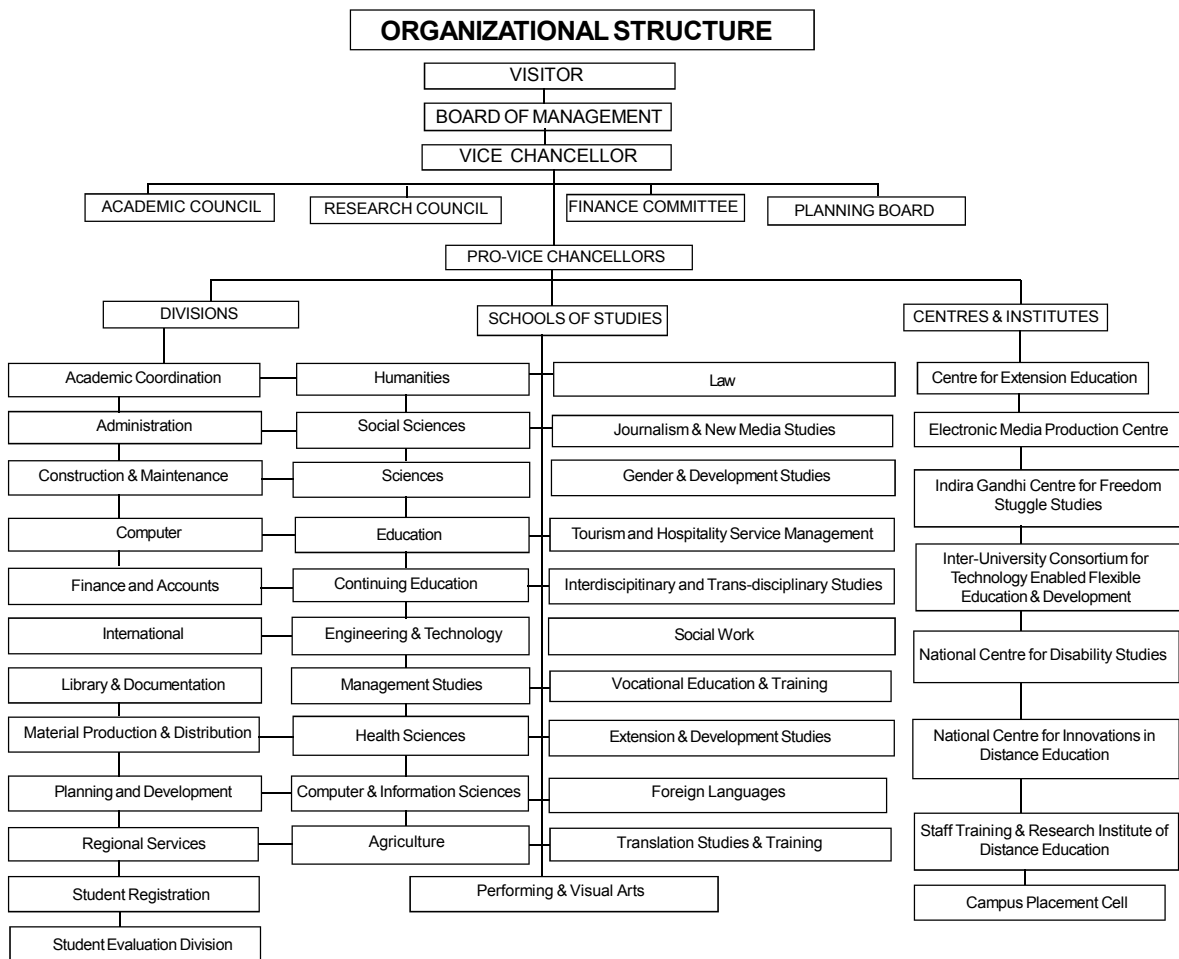 ORGANIZATIONAL STRUCTURE
VISITOR
BOARD OF MANAGEMENT
VICE CHANCELLOR
ACADEMIC COUNCIL
RESEARCH COUNCIL
FINANCE COMMITTEE
PLANNING BOARD
PRO-VICE CHANCELLORS
DIVISIONS
SCHOOLS OF STUDIES
CENTRES & INSTITUTES
Academic Coordination
Administration
Construction & Maintenance
Computer
Finance and Accounts
International
Library & Documentation
Material Production & Distribution
Planning and Development
Regional Services
Student Registration
Student Evaluation Division
Humanities
Social Sciences
Sciences
Education
Continuing Education
Engineering & Technology
Management Studies
Health Sciences
Computer & Information Sciences
Agriculture
Law
Journalism & New Media Studies
Gender & Development Studies
Tourism and Hospitality Service Management
Interdiscipitinary and Trans-disciplinary Studies
Social Work
Vocational Education & Training
Extension & Development Studies
Foreign Languages
Translation Studies & Training
Performing & Visual Arts
Centre for Extension Education
Electronic Media Production Centre
Indira Gandhi Centre for Freedom
Stuggle Studies
Inter-University Consortium for
Technology Enabled Flexible
Education & Development
National Centre for Disability Studies
National Centre for Innovations in
Distance Education
Staff Training & Research Institute of
Distance Education
Campus Placement Cell